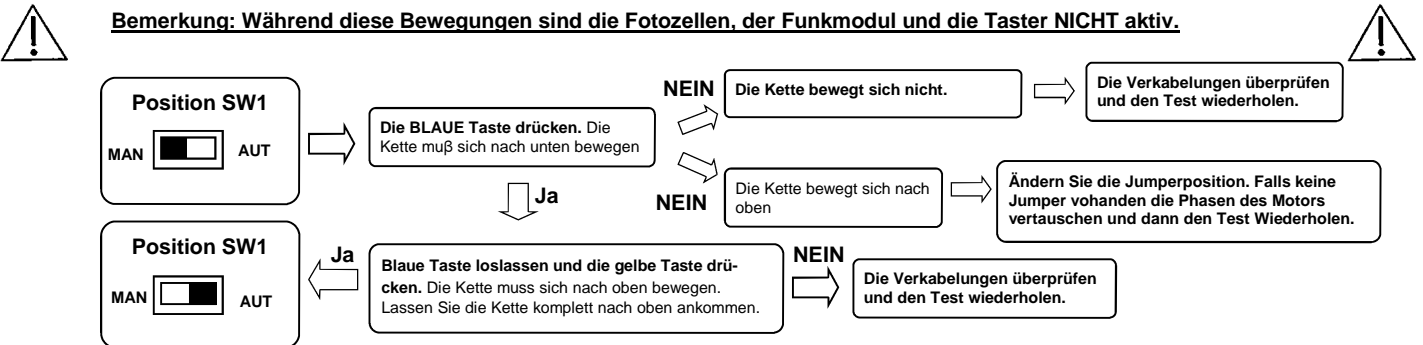 Bemerkung: Während diese Bewegungen sind die Fotozellen, der Funkmodul und die Taster NICHT aktiv.
Position SW1
MAN
AUT
Die BLAUE Taste drücken. Die
Kette muß sich nach unten bewegen
NEIN
Die Kette bewegt sich nicht.
Die Verkabelungen überprüfen
und den Test wiederholen.
NEIN
Die Kette bewegt sich nach
oben
Ändern Sie die Jumperposition. Falls keine
Jumper vohanden die Phasen des Motors
vertauschen und dann den Test Wiederholen.
Ja
Blaue Taste loslassen und die gelbe Taste drü-
cken. Die Kette muss sich nach oben bewegen.
Lassen Sie die Kette komplett nach oben ankommen.
NEIN
Die Verkabelungen überprüfen
und den Test wiederholen.
Ja
Position SW1
MAN
AUT